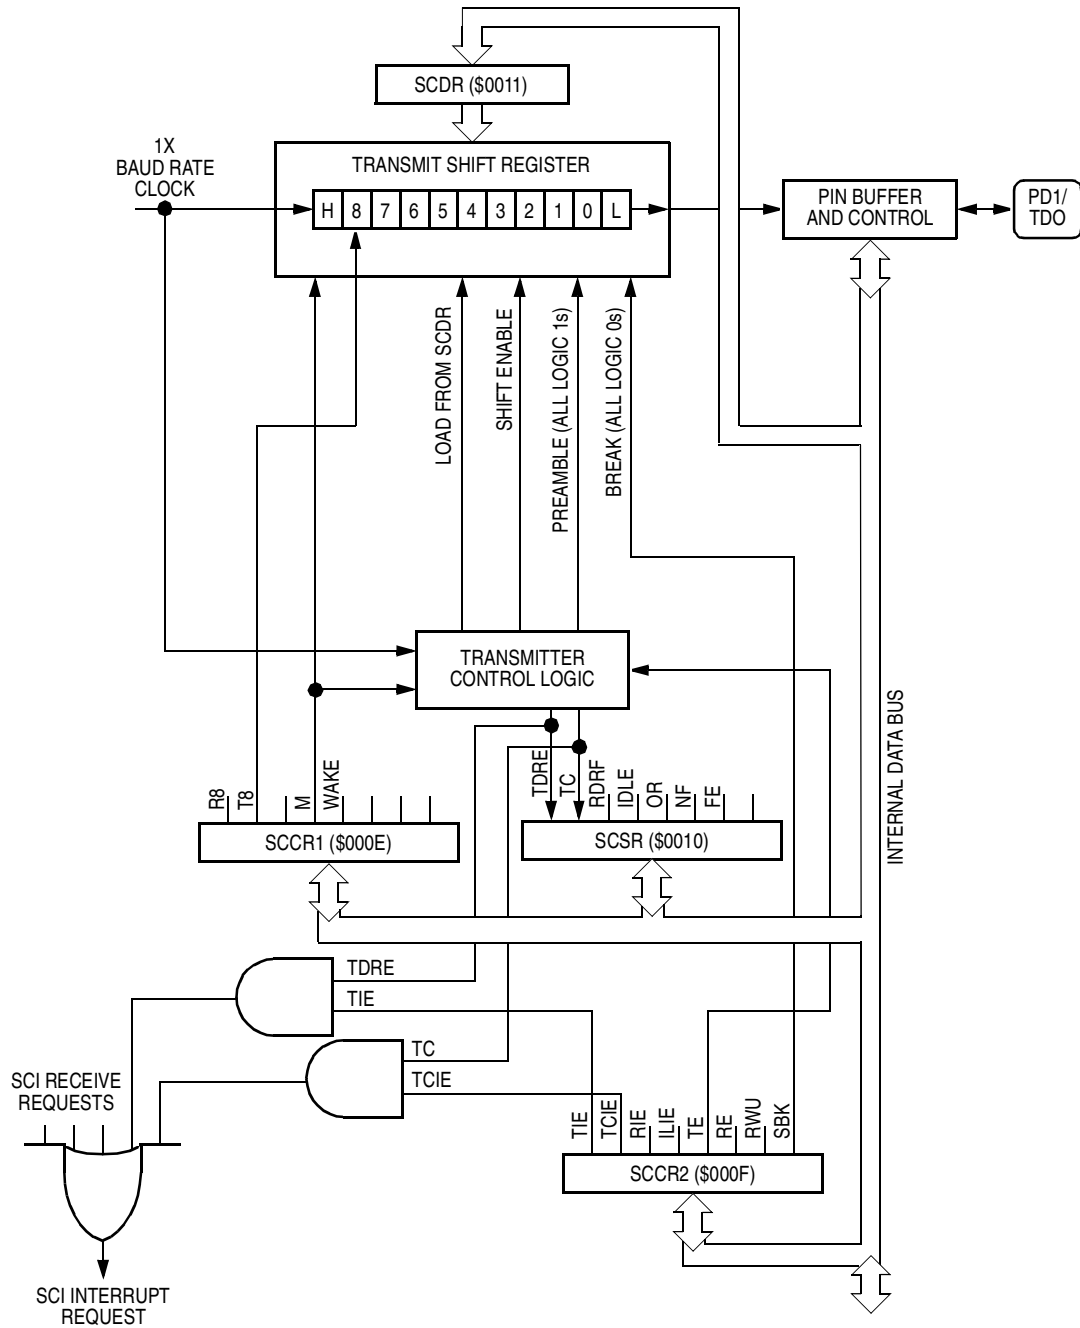 SCDR ($0011)
1X
BAUD RATE
CLOCK
TRANSMIT SHIFT REGISTER
H 8 7 6 5 4 3 2 1 0 L
PIN BUFFER
AND CONTROL
PD1/
TDO
LOAD FROM SCDR
SHIFT ENABLE
PREAMBLE (ALL LOGIC 1s)
BREAK (ALL LOGIC 0s)
TRANSMITTER
CONTROL LOGIC
INTERNAL DATA BUS
R8
T8
M
WAKE
SCCR1 ($000E)
TDRE
TC
RDRF
IDLE
OR
NF
FE
SCSR ($0010)
TDRE
TIE
TC
TCIE
SCI RECEIVE
REQUESTS
TIE
TCIE
RIE
ILIE
TE
RE
RWU
SBK
SCCR2 ($000F)
SCI INTERRUPT
REQUEST